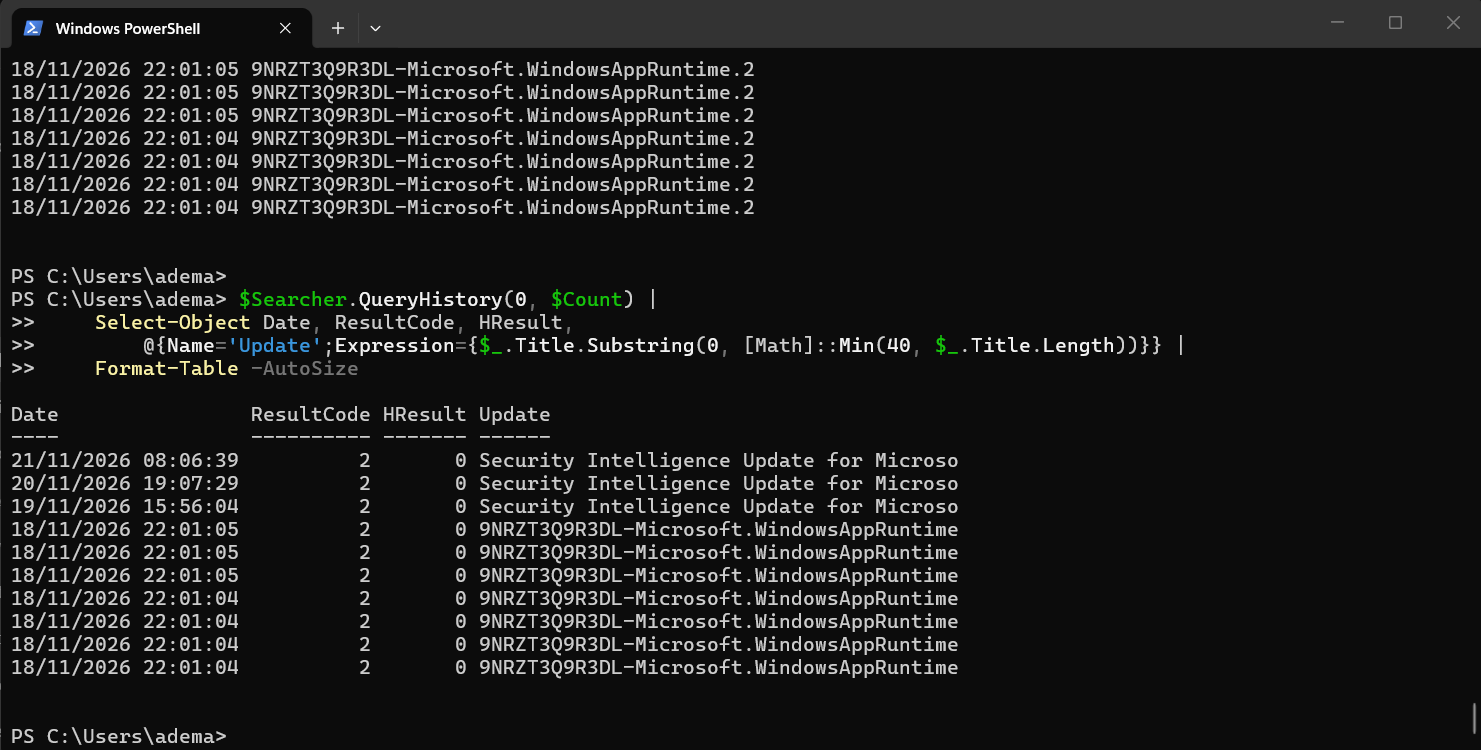 Windows PowerShell
18/11/2026 22:01:05 9NRZT3Q9R3DL-Microsoft.WindowsAppRuntime.2
18/11/2026 22:01:05 9NRZT3Q9R3DL-Microsoft.WindowsAppRuntime.2
18/11/2026 22:01:05 9NRZT3Q9R3DL-Microsoft.WindowsAppRuntime.2
18/11/2026 22:01:04 9NRZT3Q9R3DL-Microsoft.WindowsAppRuntime.2
18/11/2026 22:01:04 9NRZT3Q9R3DL-Microsoft.WindowsAppRuntime.2
18/11/2026 22:01:04 9NRZT3Q9R3DL-Microsoft.WindowsAppRuntime.2
18/11/2026 22:01:04 9NRZT3Q9R3DL-Microsoft.WindowsAppRuntime.2
PS C:\Users\adema>
PS C:\Users\adema> $Searcher.QueryHistory(0, $Count) |
>>     Select-Object Date, ResultCode, HResult,
>>         @{Name='Update';Expression={$_.Title.Substring(0, [Math]::Min(40, $_.Title.Length))}} |
>>     Format-Table -AutoSize
Date                ResultCode HResult Update
----                ---------- ------- ------
21/11/2026 08:06:39          2       0 Security Intelligence Update for Microso
20/11/2026 19:07:29          2       0 Security Intelligence Update for Microso
19/11/2026 15:56:04          2       0 Security Intelligence Update for Microso
18/11/2026 22:01:05          2       0 9NRZT3Q9R3DL-Microsoft.WindowsAppRuntime
18/11/2026 22:01:05          2       0 9NRZT3Q9R3DL-Microsoft.WindowsAppRuntime
18/11/2026 22:01:05          2       0 9NRZT3Q9R3DL-Microsoft.WindowsAppRuntime
18/11/2026 22:01:04          2       0 9NRZT3Q9R3DL-Microsoft.WindowsAppRuntime
18/11/2026 22:01:04          2       0 9NRZT3Q9R3DL-Microsoft.WindowsAppRuntime
18/11/2026 22:01:04          2       0 9NRZT3Q9R3DL-Microsoft.WindowsAppRuntime
18/11/2026 22:01:04          2       0 9NRZT3Q9R3DL-Microsoft.WindowsAppRuntime
PS C:\Users\adema>